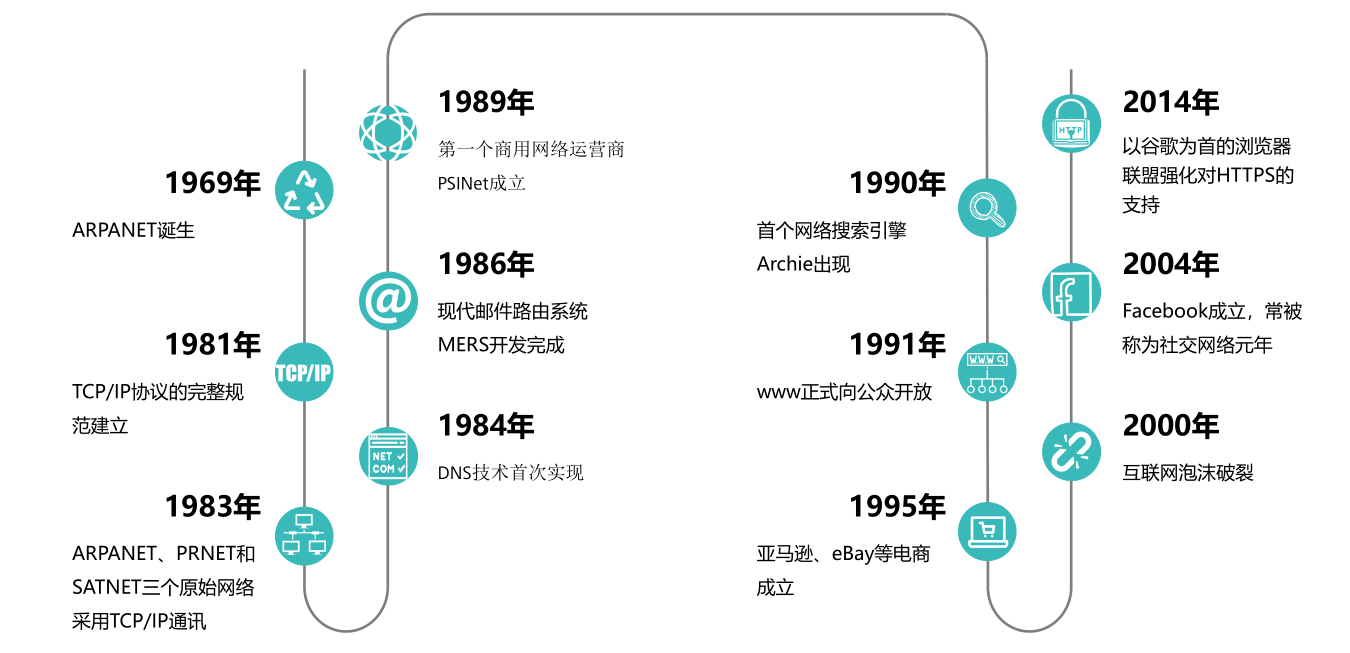 1969年
ARPANET诞生
1981年
TCP/IP
TCP/IP协议的完整规
范建立
1983年
ARPANET、PRNET和
SATNET三个原始网络
采用TCP/IP通讯
1984年
NET
COM
DNS技术首次实现
1986年
@
现代邮件路由系统
MERS开发完成
1989年
第一个商用网络运营商
PSINet成立
1990年
首个网络搜索引擎
Archie出现
1991年
W.W.W
www正式向公众开放
1995年
亚马逊、eBay等电商
成立
2000年
互联网泡沫破裂
2004年
f
Facebook成立，常被
称为社交网络元年
2014年
HTTP
以谷歌为首的浏览器
联盟强化对HTTPS的
支持